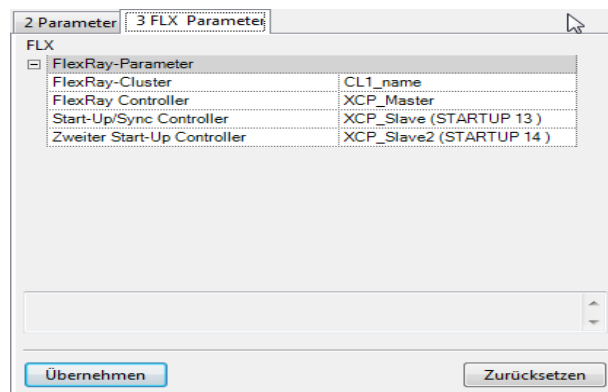 2 Parameter 3 FLX Parameter
FLX
FlexRay-Parameter
FlexRay-Cluster CL1_name
FlexRay Controller XCP_Master
Start-Up/Sync Controller XCP_Slave (STARTUP 13 )
Zweiter Start-Up Controller XCP_Slave2 (STARTUP 14 )
Übernehmen Zurücksetzen